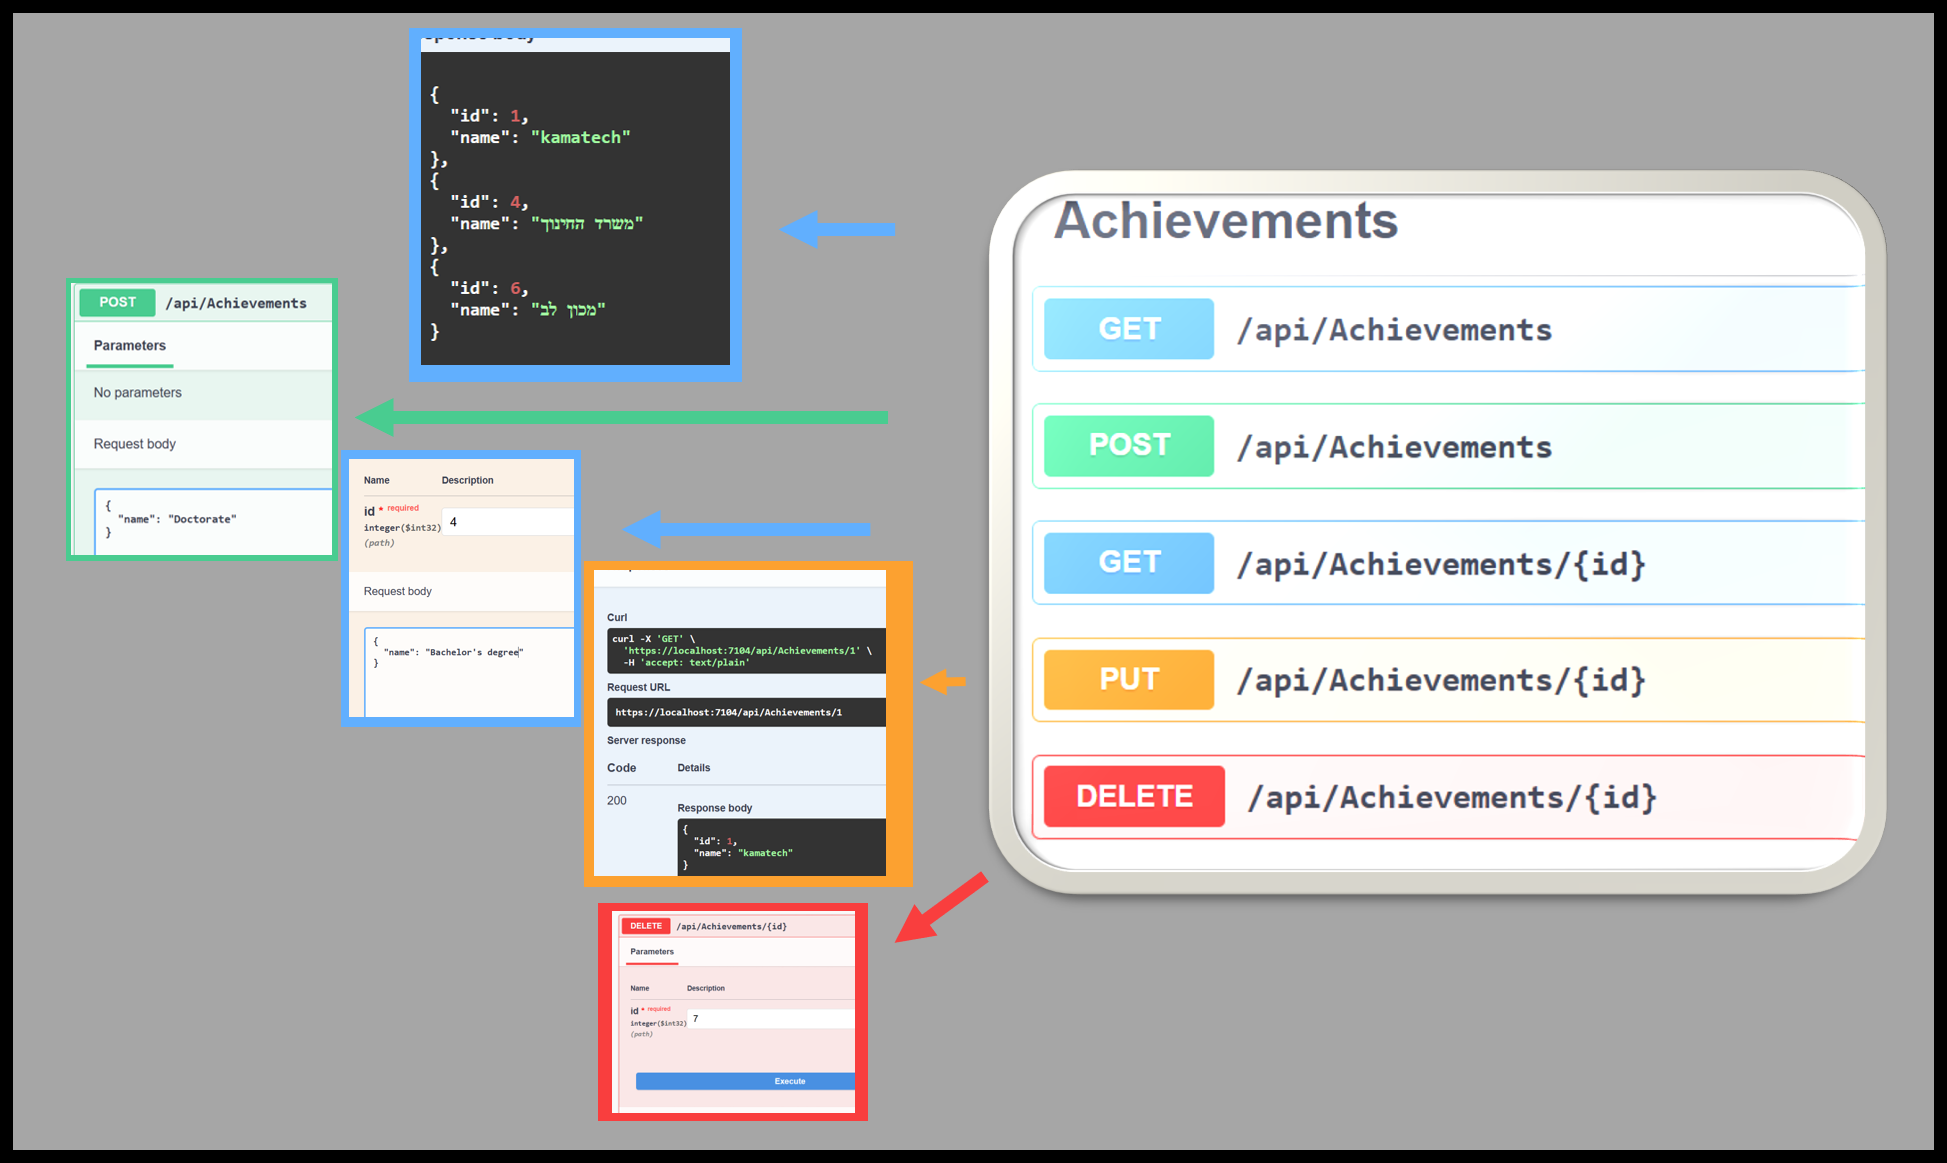 {
"id": 1,
"name": "kamatech"
},
{
"id": 4,
"name": "משרד החינוך"
},
{
"id": 6,
"name": "מכון לב"
}
POST /api/Achievements
Parameters
No parameters
Request body
{
"name": "Doctorate"
}
Name Description
id * required
integer($int32)
(path)
4
Request body
{
"name": "Bachelor's degree"
}
Curl
curl -X 'GET' \
'https://localhost:7104/api/Achievements/1' \
-H 'accept: text/plain'
Request URL
https://localhost:7104/api/Achievements/1
Server response
Code Details
200
Response body
{
"id": 1,
"name": "kamatech"
}
DELETE /api/Achievements/{id}
Parameters
Name Description
id * required
integer($int32)
(path)
7
Execute
Achievements
GET /api/Achievements
POST /api/Achievements
GET /api/Achievements/{id}
PUT /api/Achievements/{id}
DELETE /api/Achievements/{id}